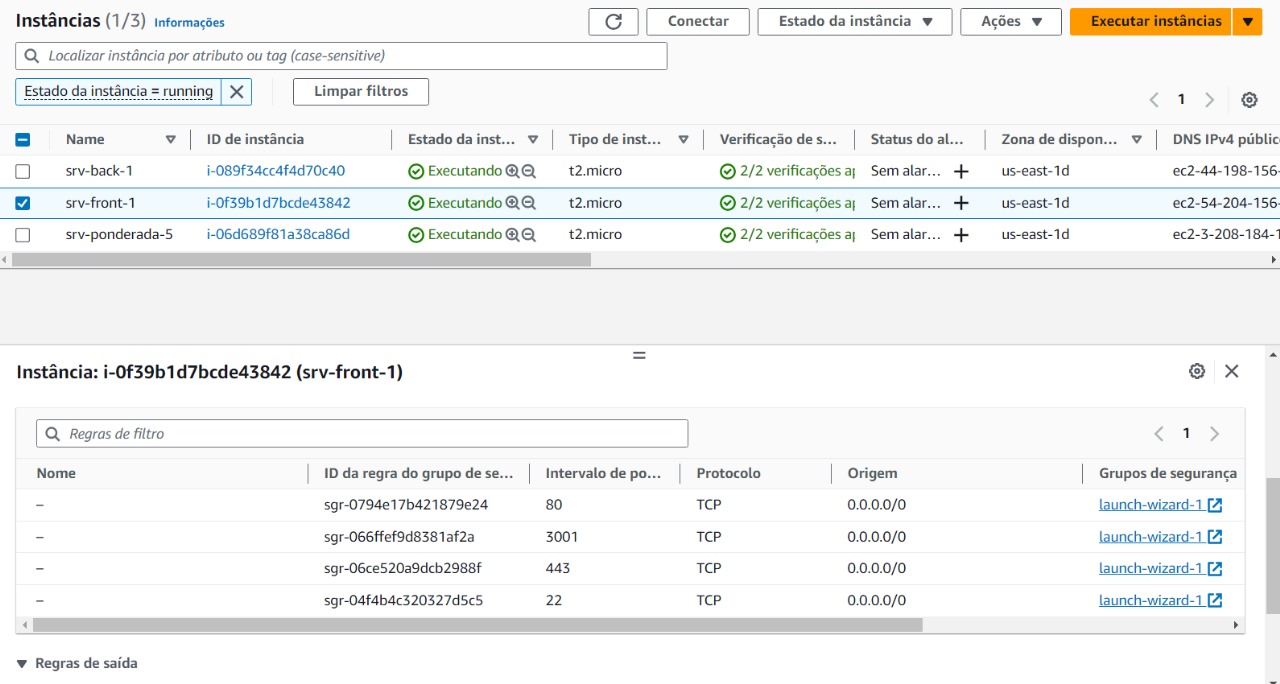 Instâncias (1/3) Informações
Conectar Estado da instância Ações Executar instâncias
Localizar instância por atributo ou tag (case-sensitive)
Estado da instância = running Limpar filtros
1
Name ID de instância Estado da inst... Tipo de inst... Verificação de s... Status do al... Zona de dispon... DNS IPv4 público
srv-back-1 i-089f34cc4f4d70c40 Executando t2.micro 2/2 verificações ap Sem alar... us-east-1d ec2-44-198-156-
srv-front-1 i-0f39b1d7bcde43842 Executando t2.micro 2/2 verificações ap Sem alar... us-east-1d ec2-54-204-156-
srv-ponderada-5 i-06d689f81a38ca86d Executando t2.micro 2/2 verificações ap Sem alar... us-east-1d ec2-3-208-184-1
Instância: i-0f39b1d7bcde43842 (srv-front-1)
Regras de filtro
1
Nome ID da regra do grupo de se... Intervalo de po... Protocolo Origem Grupos de segurança
– sgr-0794e17b421879e24 80 TCP 0.0.0.0/0 launch-wizard-1
– sgr-066ffef9d8381af2a 3001 TCP 0.0.0.0/0 launch-wizard-1
– sgr-06ce520a9dcb2988f 443 TCP 0.0.0.0/0 launch-wizard-1
– sgr-04f4b4c320327d5c5 22 TCP 0.0.0.0/0 launch-wizard-1
Regras de saída